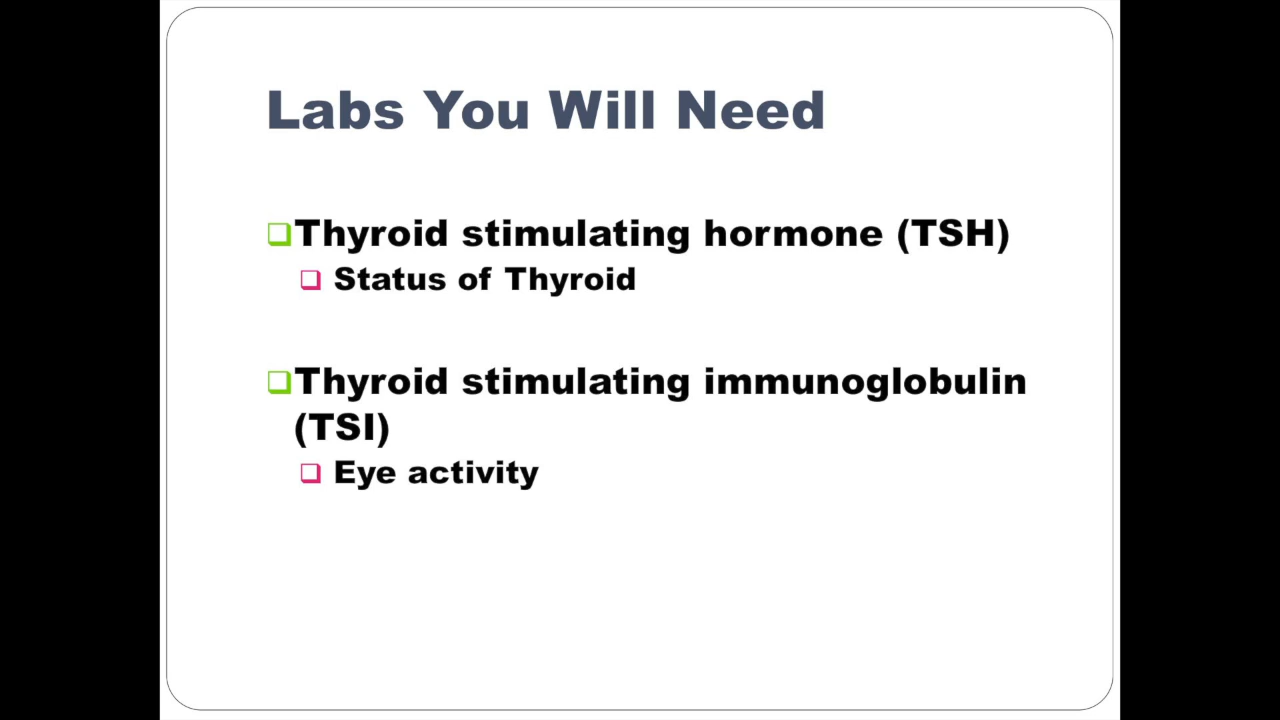 Labs You Will Need
Thyroid stimulating hormone (TSH)
Status of Thyroid
Thyroid stimulating immunoglobulin
(TSI)
Eye activity